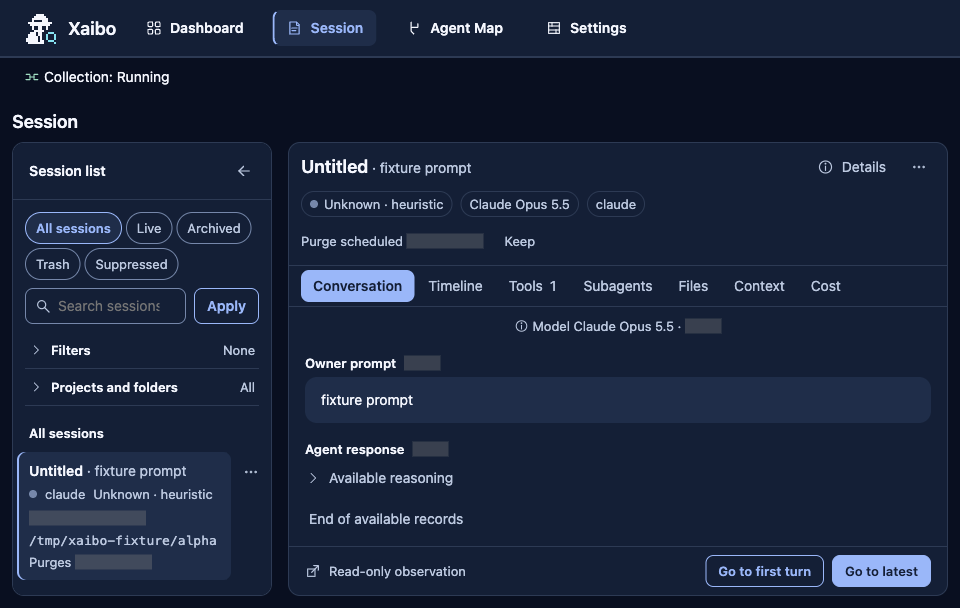 Xaibo Dashboard Session Agent Map Settings
Collection: Running
Session
Session list
All sessions Live Archived
Trash Suppressed
Search sessions Apply
Filters None
Projects and folders All
All sessions
Untitled · fixture prompt
claude Unknown · heuristic
/tmp/xaibo-fixture/alpha
Purges
Untitled · fixture prompt Details
Unknown · heuristic Claude Opus 5.5 claude
Purge scheduled Keep
Conversation Timeline Tools 1 Subagents Files Context Cost
Model Claude Opus 5.5 ·
Owner prompt
fixture prompt
Agent response
Available reasoning
End of available records
Read-only observation Go to first turn Go to latest